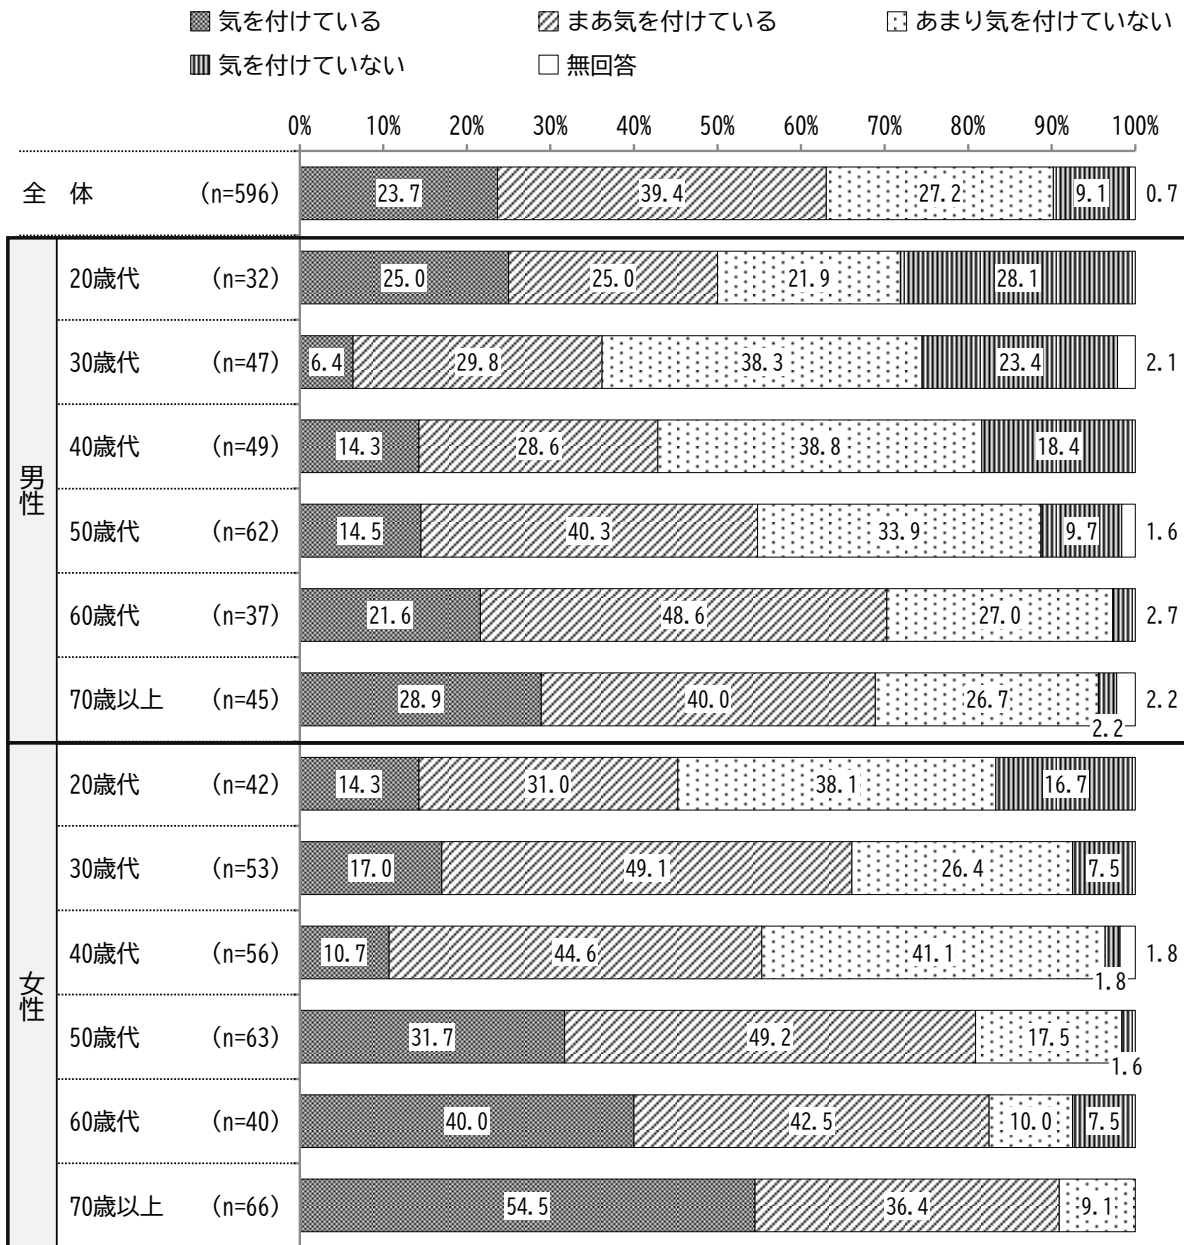 気を付けている まあ気を付けている あまり気を付けていない
気を付けていない 無回答
0% 10% 20% 30% 40% 50% 60% 70% 80% 90% 100%
全 体 (n=596) 23.7 39.4 27.2 9.1 0.7
男性
20歳代 (n=32) 25.0 25.0 21.9 28.1
30歳代 (n=47) 6.4 29.8 38.3 23.4 2.1
40歳代 (n=49) 14.3 28.6 38.8 18.4
50歳代 (n=62) 14.5 40.3 33.9 9.7 1.6
60歳代 (n=37) 21.6 48.6 27.0 2.7
70歳以上 (n=45) 28.9 40.0 26.7 2.2 2.2
女性
20歳代 (n=42) 14.3 31.0 38.1 16.7
30歳代 (n=53) 17.0 49.1 26.4 7.5
40歳代 (n=56) 10.7 44.6 41.1 1.8 1.8
50歳代 (n=63) 31.7 49.2 17.5 1.6
60歳代 (n=40) 40.0 42.5 10.0 7.5
70歳以上 (n=66) 54.5 36.4 9.1